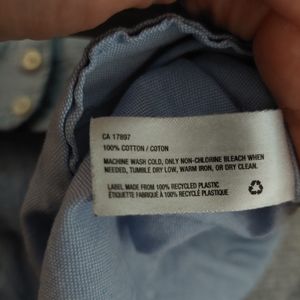 CA 17897
100% COTTON / COTON
MACHINE WASH COLD, ONLY NON-CHLORINE BLEACH WHEN
NEEDED, TUMBLE DRY LOW, WARM IRON, OR DRY CLEAN.
LABEL MADE FROM 100% RECYCLED PLASTIC
ÉTIQUETTE FABRIQUÉ À 100% RECYCLÉ PLASTIQUE